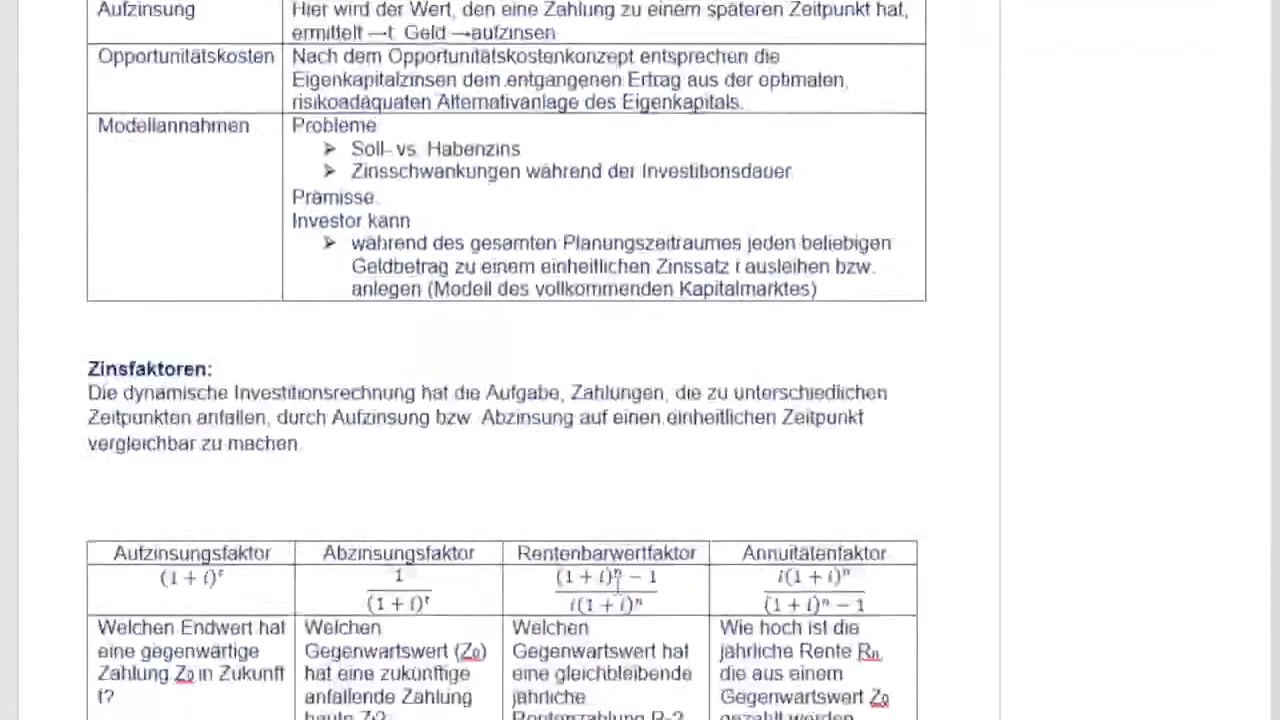 Aufzinsung
Hier wird der Wert, den eine Zahlung zu einem späteren Zeitpunkt hat,
ermittelt →t Geld →aufzinsen
Opportunitätskosten
Nach dem Opportunitätskostenkonzept entsprechen die
Eigenkapitalzinsen dem entgangenen Ertrag aus der optimalen,
risikoadäquaten Alternativanlage des Eigenkapitals.
Modellannahmen
Probleme
➤ Soll- vs. Habenzins
➤ Zinsschwankungen während der Investitionsdauer
Prämisse
Investor kann
➤ während des gesamten Planungszeitraumes jeden beliebigen
Geldbetrag zu einem einheitlichen Zinssatz i ausleihen bzw.
anlegen (Modell des vollkommenden Kapitalmarktes)
Zinsfaktoren:
Die dynamische Investitionsrechnung hat die Aufgabe, Zahlungen, die zu unterschiedlichen
Zeitpunkten anfallen, durch Aufzinsung bzw. Abzinsung auf einen einheitlichen Zeitpunkt
vergleichbar zu machen.
Aufzinsungsfaktor
(1 + i)^t
Welchen Endwert hat
eine gegenwärtige
Zahlung Z0 in Zukunft
t?
Abzinsungsfaktor
1
(1 + i)^t
Welchen
Gegenwartswert (Z0)
hat eine zukünftige
anfallende Zahlung
heute
Rentenbarwertfaktor
(1 + i)^n − 1
i(1 + i)^n
Welchen
Gegenwartswert hat
eine gleichbleibende
jährliche
Rentenzahlung
Annuitätenfaktor
i(1 + i)^n
(1 + i)^n − 1
Wie hoch ist die
jährliche Rente Rn,
die aus einem
Gegenwartswert Z0
gezahlt werden